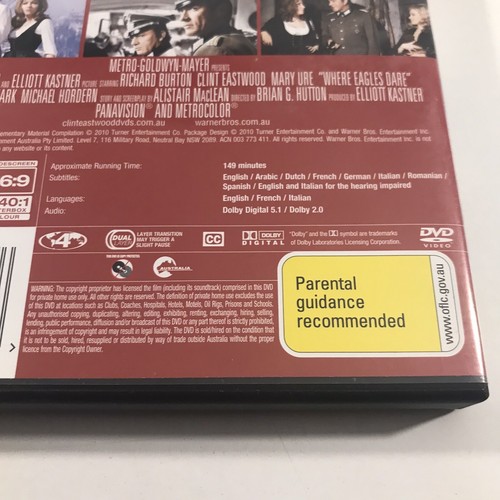 METRO-GOLDWYN-MAYER PRESENTS
ELLIOTT KASTNER PICTURE STARRING RICHARD BURTON CLINT EASTWOOD MARY URE "WHERE EAGLES DARE"
MICHAEL HORDERN STORY AND SCREENPLAY BY ALISTAIR MACLEAN DIRECTED BY BRIAN G. HUTTON PRODUCED BY ELLIOTT KASTNER
PANAVISION® AND METROCOLOR®
clinteastwooddvds.com warnerbros.com.au
Material Compilation © 2010 Turner Entertainment Co. Package Design © 2010 Turner Entertainment Co. and Warner Bros. Entertainment Inc.
Australia Pty Limited. Level 7, 116 Military Road, Neutral Bay NSW 2089. ACN 003 773 411. All Rights Reserved. Warner Bros. Entertainment Inc.
any website or its content.
Approximate Running Time: 149 minutes
Subtitles: English / Arabic / Dutch / French / German / Italian / Romanian /
Spanish / English and Italian for the hearing impaired
Languages: English / French / Italian
Audio: Dolby Digital 5.1 / Dolby 2.0
4
DUAL LAYER
LAYER TRANSITION
MAY TRIGGER A
SLIGHT PAUSE
CC
DOLBY
DIGITAL
"Dolby" and the symbol are trademarks
of Dolby Laboratories Licensing Corporation.
DVD
VIDEO
AUSTRALIA
WARNING: The copyright proprietor has licensed the film (including its soundtrack) comprised in this DVD
for private home use only. All other rights are reserved. The definition of private home use excludes the use
of this DVD at locations such as Clubs, Coaches, Hospitals, Hotels, Motels, Oil Rigs, Prisons and Schools.
Any unauthorised copying, duplicating, altering, editing, exhibiting, renting, exchanging, hiring, selling,
lending, public performance, diffusion and/or broadcast of this DVD or any part thereof is strictly prohibited,
is an infringement of copyright and may result in legal liability. The DVD is sold/hired on the condition that
it is not to be sold, hired, resupplied or distributed by way of trade outside Australia without the proper
licence from the Copyright Owner.
Parental
guidance
recommended
www.oflc.gov.au